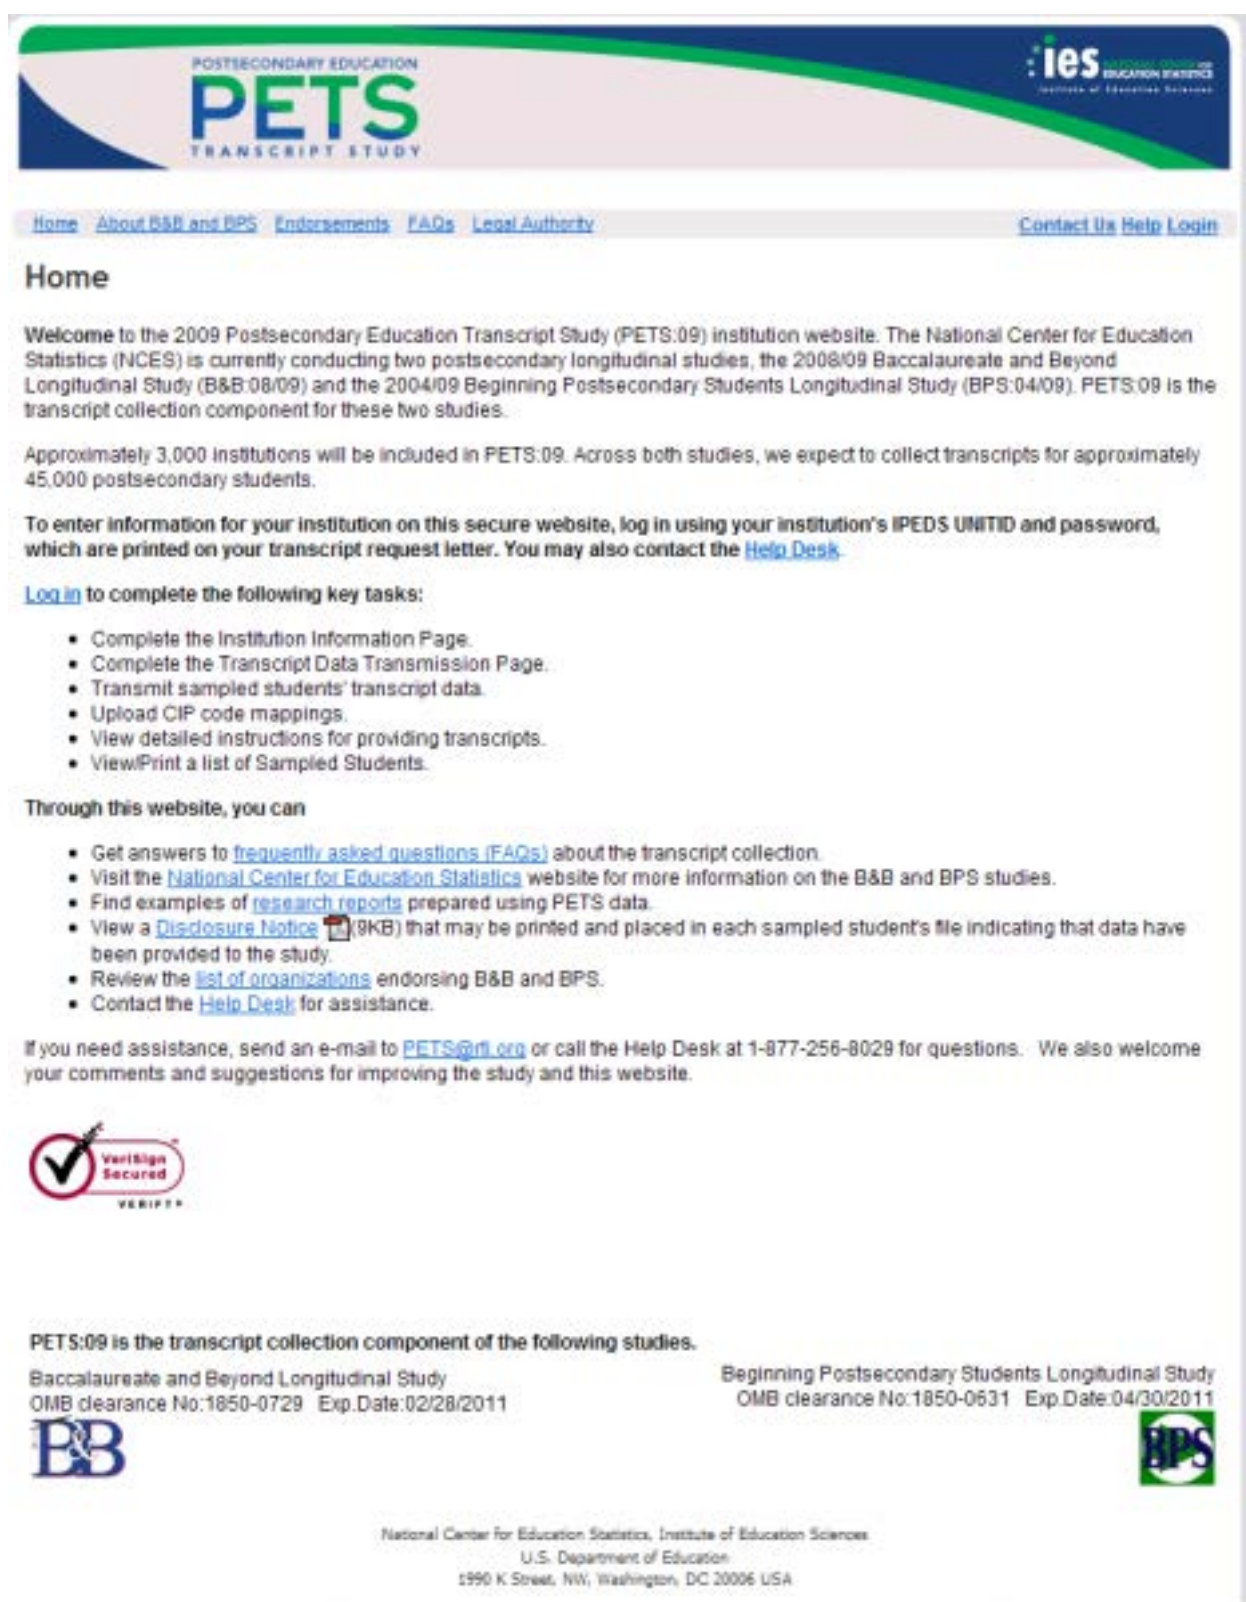 POSTSECONDARY EDUCATION
PETS
TRANSCRIPT STUDY
ies NATIONAL CENTER FOR
EDUCATION STATISTICS
Institute of Education Sciences
Home About B&B and BPS Endorsements FAQs Legal Authority Contact Us Help Login
Home
Welcome to the 2009 Postsecondary Education Transcript Study (PETS:09) institution website. The National Center for Education
Statistics (NCES) is currently conducting two postsecondary longitudinal studies, the 2008/09 Baccalaureate and Beyond
Longitudinal Study (B&B:08/09) and the 2004/09 Beginning Postsecondary Students Longitudinal Study (BPS:04/09). PETS:09 is the
transcript collection component for these two studies.
Approximately 3,000 institutions will be included in PETS:09. Across both studies, we expect to collect transcripts for approximately
45,000 postsecondary students.
To enter information for your institution on this secure website, log in using your institution's IPEDS UNITID and password,
which are printed on your transcript request letter. You may also contact the Help Desk.
Log in to complete the following key tasks:
• Complete the Institution Information Page.
• Complete the Transcript Data Transmission Page.
• Transmit sampled students' transcript data.
• Upload CIP code mappings.
• View detailed instructions for providing transcripts.
• View/Print a list of Sampled Students.
Through this website, you can
• Get answers to frequently asked questions (FAQs) about the transcript collection.
• Visit the National Center for Education Statistics website for more information on the B&B and BPS studies.
• Find examples of research reports prepared using PETS data.
• View a Disclosure Notice (9KB) that may be printed and placed in each sampled student's file indicating that data have
been provided to the study.
• Review the list of organizations endorsing B&B and BPS.
• Contact the Help Desk for assistance.
If you need assistance, send an e-mail to PETS@rti.org or call the Help Desk at 1-877-256-8029 for questions. We also welcome
your comments and suggestions for improving the study and this website.
VeriSign
Secured
VERIFY
PETS:09 is the transcript collection component of the following studies.
Baccalaureate and Beyond Longitudinal Study
OMB clearance No:1850-0729 Exp.Date:02/28/2011
B&B
Beginning Postsecondary Students Longitudinal Study
OMB clearance No:1850-0631 Exp.Date:04/30/2011
BPS
National Center for Education Statistics, Institute of Education Sciences
U.S. Department of Education
1990 K Street, NW, Washington, DC 20006 USA